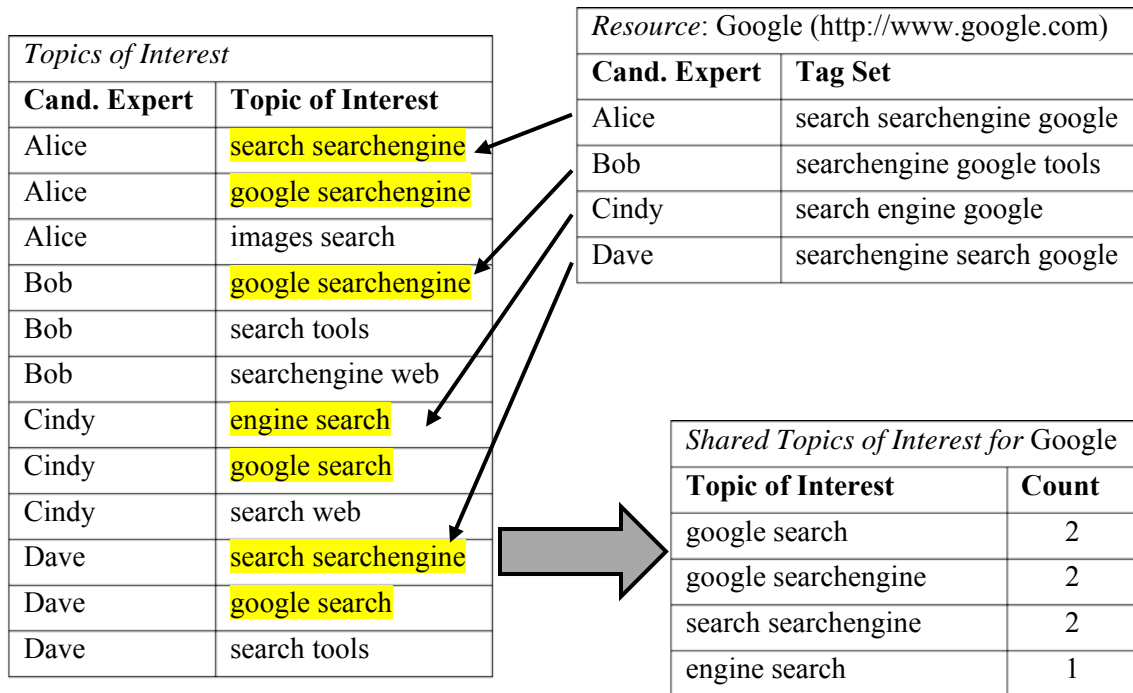 Topics of Interest
Cand. Expert Topic of Interest
Alice search searchengine
Alice google searchengine
Alice images search
Bob google searchengine
Bob search tools
Bob searchengine web
Cindy engine search
Cindy google search
Cindy search web
Dave search searchengine
Dave google search
Dave search tools
Resource: Google (http://www.google.com)
Cand. Expert Tag Set
Alice search searchengine google
Bob searchengine google tools
Cindy search engine google
Dave searchengine search google
Shared Topics of Interest for Google
Topic of Interest Count
google search 2
google searchengine 2
search searchengine 2
engine search 1